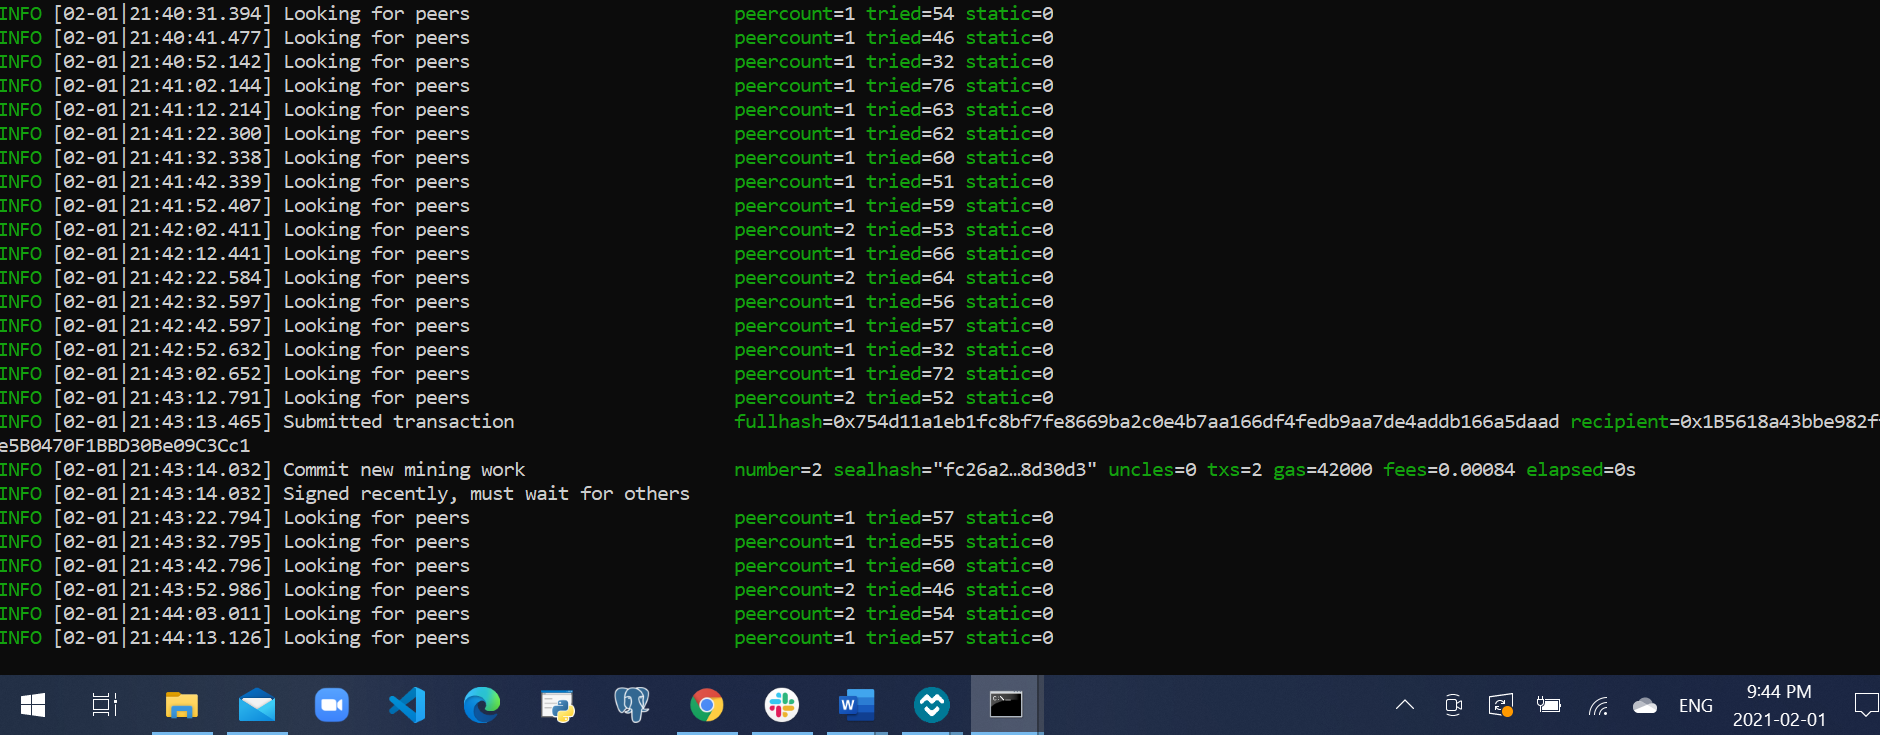 INFO [02-01|21:40:31.394] Looking for peers peercount=1 tried=54 static=0
INFO [02-01|21:40:41.477] Looking for peers peercount=1 tried=46 static=0
INFO [02-01|21:40:52.142] Looking for peers peercount=1 tried=32 static=0
INFO [02-01|21:41:02.144] Looking for peers peercount=1 tried=76 static=0
INFO [02-01|21:41:12.214] Looking for peers peercount=1 tried=63 static=0
INFO [02-01|21:41:22.300] Looking for peers peercount=1 tried=62 static=0
INFO [02-01|21:41:32.338] Looking for peers peercount=1 tried=60 static=0
INFO [02-01|21:41:42.339] Looking for peers peercount=1 tried=51 static=0
INFO [02-01|21:41:52.407] Looking for peers peercount=1 tried=59 static=0
INFO [02-01|21:42:02.411] Looking for peers peercount=2 tried=53 static=0
INFO [02-01|21:42:12.441] Looking for peers peercount=1 tried=66 static=0
INFO [02-01|21:42:22.584] Looking for peers peercount=2 tried=64 static=0
INFO [02-01|21:42:32.597] Looking for peers peercount=1 tried=56 static=0
INFO [02-01|21:42:42.597] Looking for peers peercount=1 tried=57 static=0
INFO [02-01|21:42:52.632] Looking for peers peercount=1 tried=32 static=0
INFO [02-01|21:43:02.652] Looking for peers peercount=1 tried=72 static=0
INFO [02-01|21:43:12.791] Looking for peers peercount=2 tried=52 static=0
INFO [02-01|21:43:13.465] Submitted transaction fullhash=0x754d11a1eb1fc8bf7fe8669ba2c0e4b7aa166df4fedb9aa7de4addb166a5daad recipient=0x1B5618a43bbe982ff
e5B0470F1BBD30Be09C3Cc1
INFO [02-01|21:43:14.032] Commit new mining work number=2 sealhash="fc26a2…8d30d3" uncles=0 txs=2 gas=42000 fees=0.00084 elapsed=0s
INFO [02-01|21:43:14.032] Signed recently, must wait for others
INFO [02-01|21:43:22.794] Looking for peers peercount=1 tried=57 static=0
INFO [02-01|21:43:32.795] Looking for peers peercount=1 tried=55 static=0
INFO [02-01|21:43:42.796] Looking for peers peercount=1 tried=60 static=0
INFO [02-01|21:43:52.986] Looking for peers peercount=2 tried=46 static=0
INFO [02-01|21:44:03.011] Looking for peers peercount=2 tried=54 static=0
INFO [02-01|21:44:13.126] Looking for peers peercount=1 tried=57 static=0
ENG
9:44 PM
2021-02-01